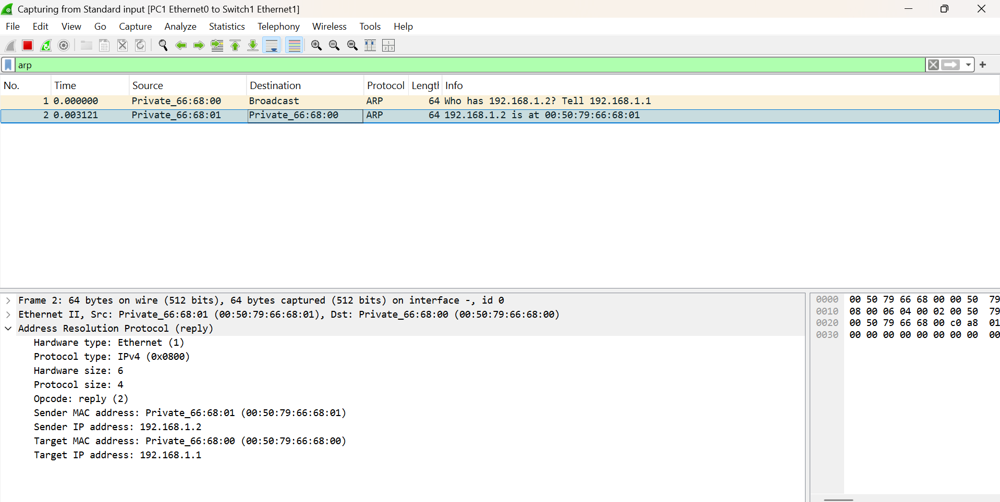 Capturing from Standard input [PC1 Ethernet0 to Switch1 Ethernet1]
File Edit View Go Capture Analyze Statistics Telephony Wireless Tools Help
arp
No. Time Source Destination Protocol Length Info
1 0.000000 Private_66:68:00 Broadcast ARP 64 Who has 192.168.1.2? Tell 192.168.1.1
2 0.003121 Private_66:68:01 Private_66:68:00 ARP 64 192.168.1.2 is at 00:50:79:66:68:01
Frame 2: 64 bytes on wire (512 bits), 64 bytes captured (512 bits) on interface -, id 0
Ethernet II, Src: Private_66:68:01 (00:50:79:66:68:01), Dst: Private_66:68:00 (00:50:79:66:68:00)
Address Resolution Protocol (reply)
Hardware type: Ethernet (1)
Protocol type: IPv4 (0x0800)
Hardware size: 6
Protocol size: 4
Opcode: reply (2)
Sender MAC address: Private_66:68:01 (00:50:79:66:68:01)
Sender IP address: 192.168.1.2
Target MAC address: Private_66:68:00 (00:50:79:66:68:00)
Target IP address: 192.168.1.1
0000 00 50 79 66 68 00 00 50 79
0010 08 00 06 04 00 02 00 50 79
0020 00 50 79 66 68 00 c0 a8 01
0030 00 00 00 00 00 00 00 00 00